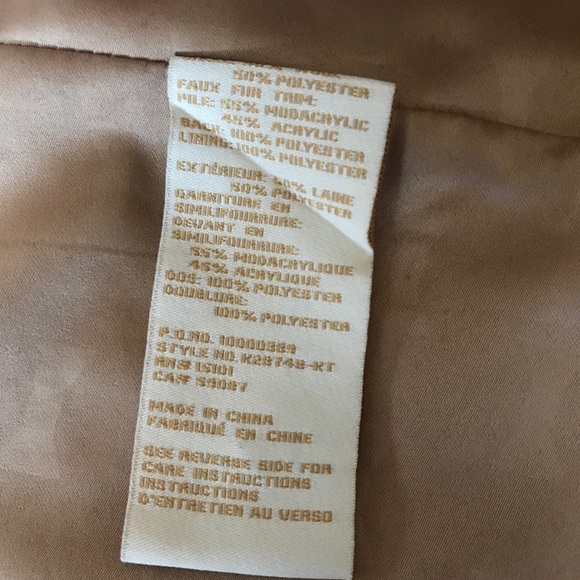 50% POLYESTER
FAUX FUR TRIM:
PILE: 55% MODACRYLIC
45% ACRYLIC
BACK: 100% POLYESTER
LINING: 100% POLYESTER
EXTÉRIEUR: 50% LAINE
50% POLYESTER
GARNITURE EN
SIMILIFOURRURE:
DEVANT EN
SIMILIFOURRURE:
55% MODACRYLIQUE
45% ACRYLIQUE
DOS: 100% POLYESTER
DOUBLURE:
100% POLYESTER
P.O.NO. 10000384
STYLE NO. K28748-KT
RN# 15101
CA# 54087
MADE IN CHINA
FABRIQUÉ EN CHINE
SEE REVERSE SIDE FOR
CARE INSTRUCTIONS
INSTRUCTIONS
D'ENTRETIEN AU VERSO